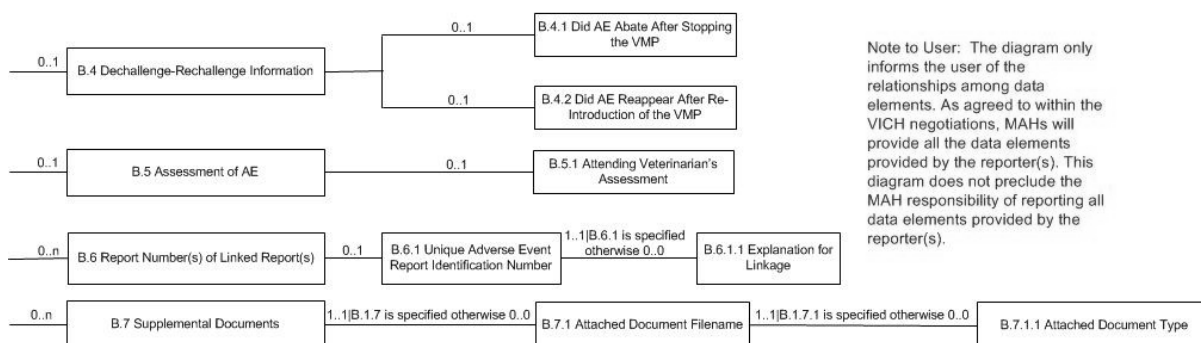 0..1
B.4 Dechallenge-Rechallenge Information
0..1
B.4.1 Did AE Abate After Stopping
the VMP
0..1
B.4.2 Did AE Reappear After Re-
Introduction of the VMP
0..1
B.5 Assessment of AE
0..1
B.5.1 Attending Veterinarian's
Assessment
0..n
B.6 Report Number(s) of Linked Report(s)
0..1
B.6.1 Unique Adverse Event
Report Identification Number
1..1|B.6.1 is specified
otherwise 0..0
B.6.1.1 Explanation for
Linkage
0..n
B.7 Supplemental Documents
1..1|B.1.7 is specified otherwise 0..0
B.7.1 Attached Document Filename
1..1|B.1.7.1 is specified otherwise 0..0
B.7.1.1 Attached Document Type
Note to User: The diagram only
informs the user of the
relationships among data
elements. As agreed to within the
VICH negotiations, MAHs will
provide all the data elements
provided by the reporter(s). This
diagram does not preclude the
MAH responsibility of reporting all
data elements provided by the
reporter(s).